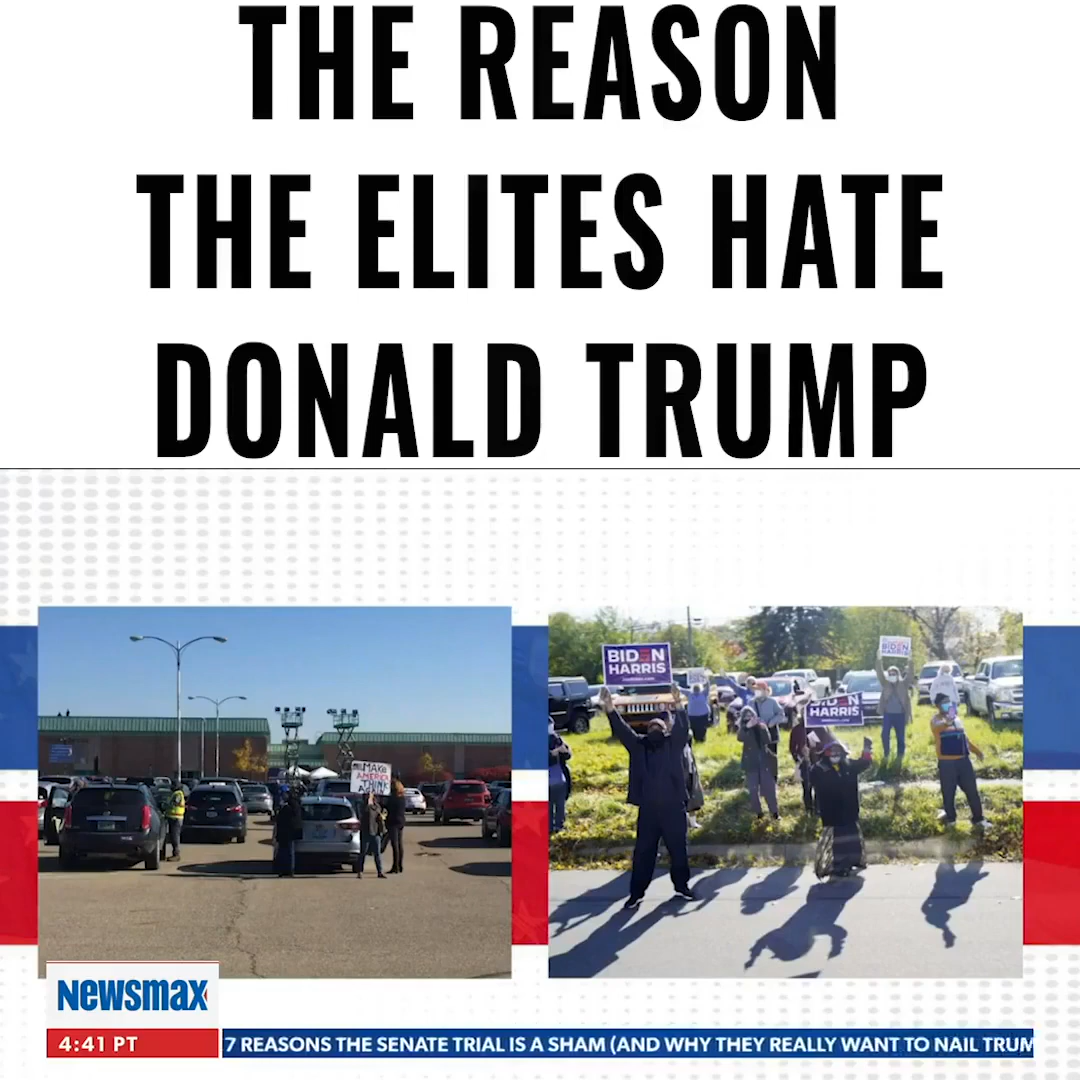 THE REASON
THE ELITES HATE
DONALD TRUMP
BIDEN
HARRIS
BIDEN
HARRIS
BIDEN
HARRIS
MAKE
AMERICA
Newsmax
4:41 PT
7 REASONS THE SENATE TRIAL IS A SHAM (AND WHY THEY REALLY WANT TO NAIL TRUM